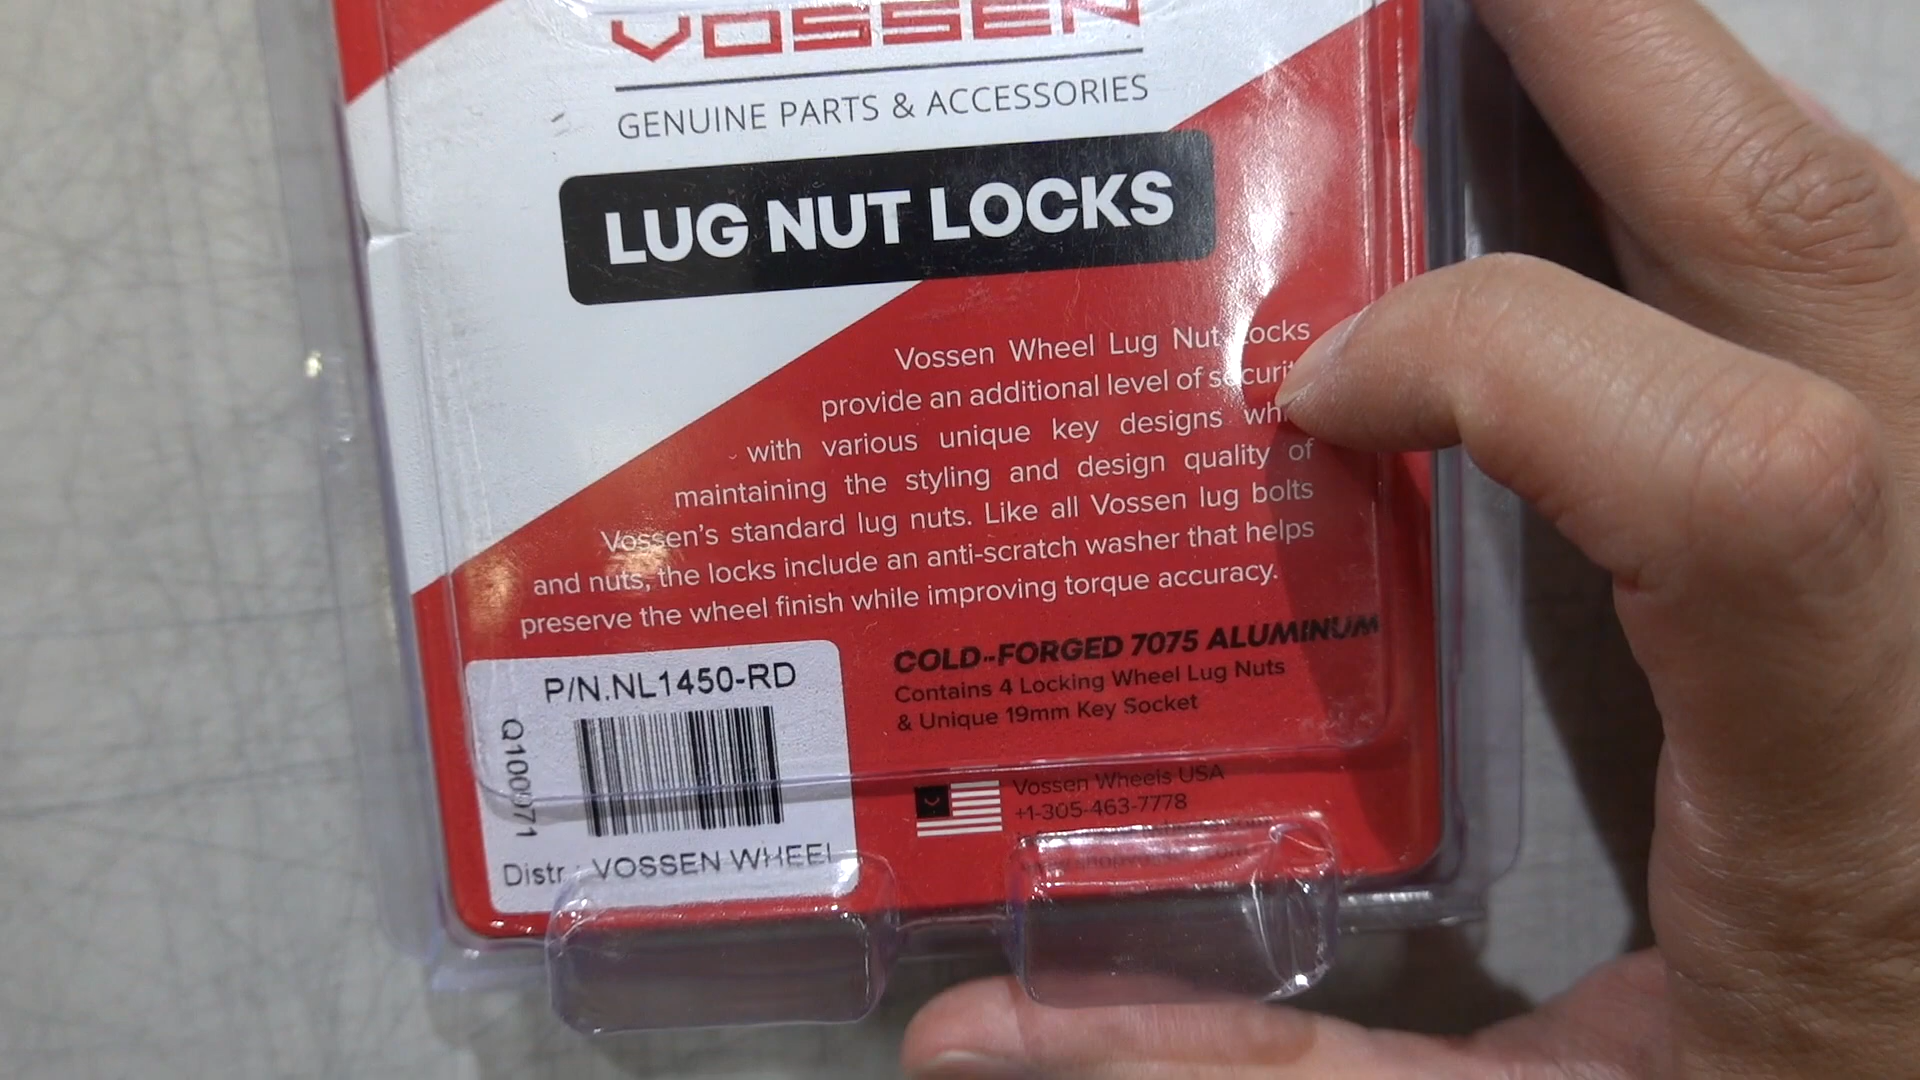 VOSSEN
GENUINE PARTS & ACCESSORIES
LUG NUT LOCKS
Vossen Wheel Lug Nut Locks
provide an additional level of
with various unique key designs
maintaining the styling and design quality of
Vossen's standard lug nuts. Like all Vossen lug bolts
and nuts, the locks include an anti-scratch washer that helps
preserve the wheel finish while improving torque accuracy.
COLD-FORGED 7075 ALUMINUM
Contains 4 Locking Wheel Lug Nuts
& Unique 19mm Key Socket
P/N.NL1450-RD
Distr.: VOSSEN WHEEL
Vossen Wheels USA
+1-305-463-7778